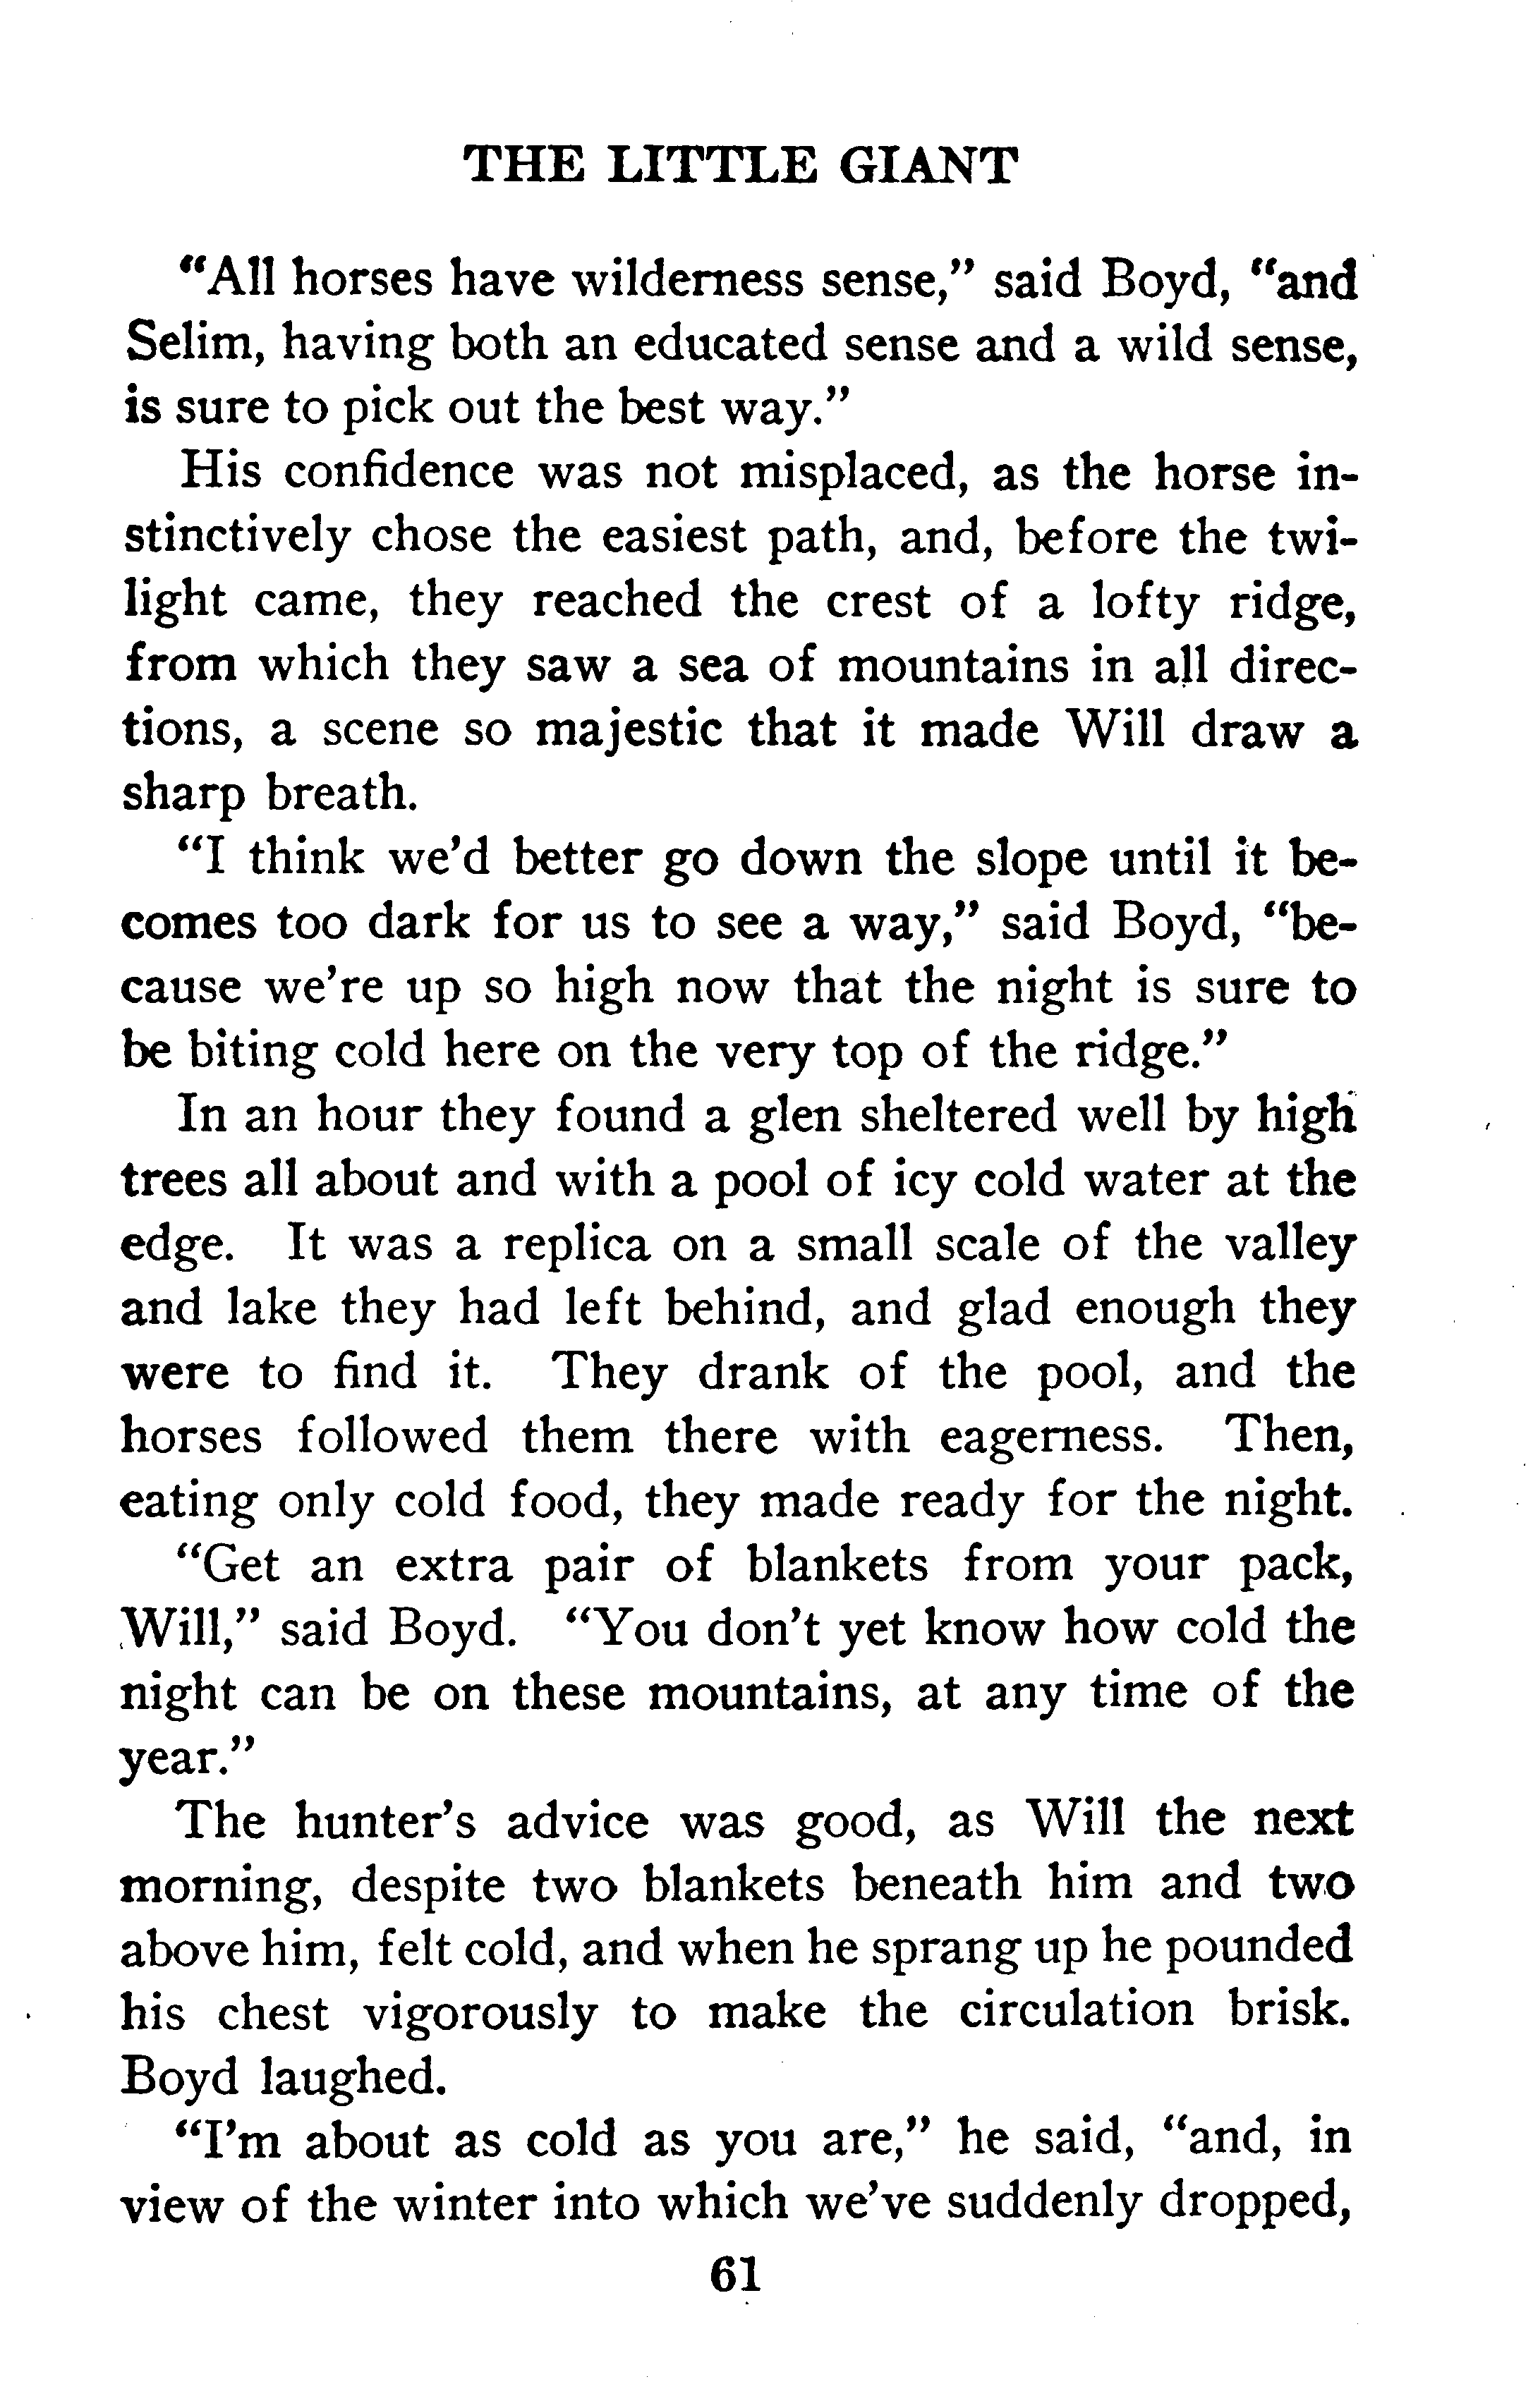 THE LITTLE GIANT
"All horses have wilderness sense," said Boyd, "and
Selim, having both an educated sense and a wild sense,
is sure to pick out the best way."
His confidence was not misplaced, as the horse in-
stinctively chose the easiest path, and, before the twi-
light came, they reached the crest of a lofty ridge,
from which they saw a sea of mountains in all direc-
tions, a scene so majestic that it made Will draw a
sharp breath.
"I think we'd better go down the slope until it be-
comes too dark for us to see a way," said Boyd, "be-
cause we're up so high now that the night is sure to
be biting cold here on the very top of the ridge."
In an hour they found a glen sheltered well by high
trees all about and with a pool of icy cold water at the
edge. It was a replica on a small scale of the valley
and lake they had left behind, and glad enough they
were to find it. They drank of the pool, and the
horses followed them there with eagerness. Then,
eating only cold food, they made ready for the night.
"Get an extra pair of blankets from your pack,
Will," said Boyd. "You don't yet know how cold the
night can be on these mountains, at any time of the
year."
The hunter's advice was good, as Will the next
morning, despite two blankets beneath him and two
above him, felt cold, and when he sprang up he pounded
his chest vigorously to make the circulation brisk.
Boyd laughed.
"I'm about as cold as you are," he said, "and, in
view of the winter into which we've suddenly dropped,
61